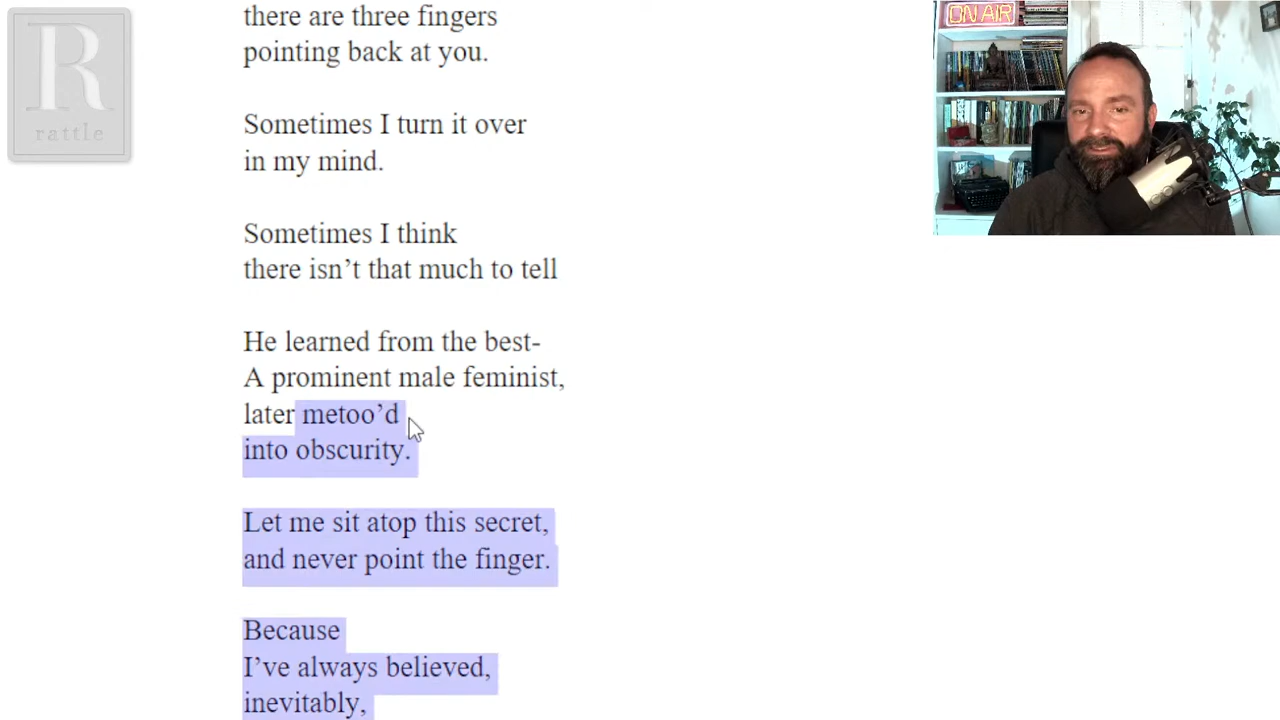 R
rattle
ON AIR
there are three fingers
pointing back at you.
Sometimes I turn it over
in my mind.
Sometimes I think
there isn’t that much to tell
He learned from the best-
A prominent male feminist,
later metoo’d
into obscurity.
Let me sit atop this secret,
and never point the finger.
Because
I’ve always believed,
inevitably,